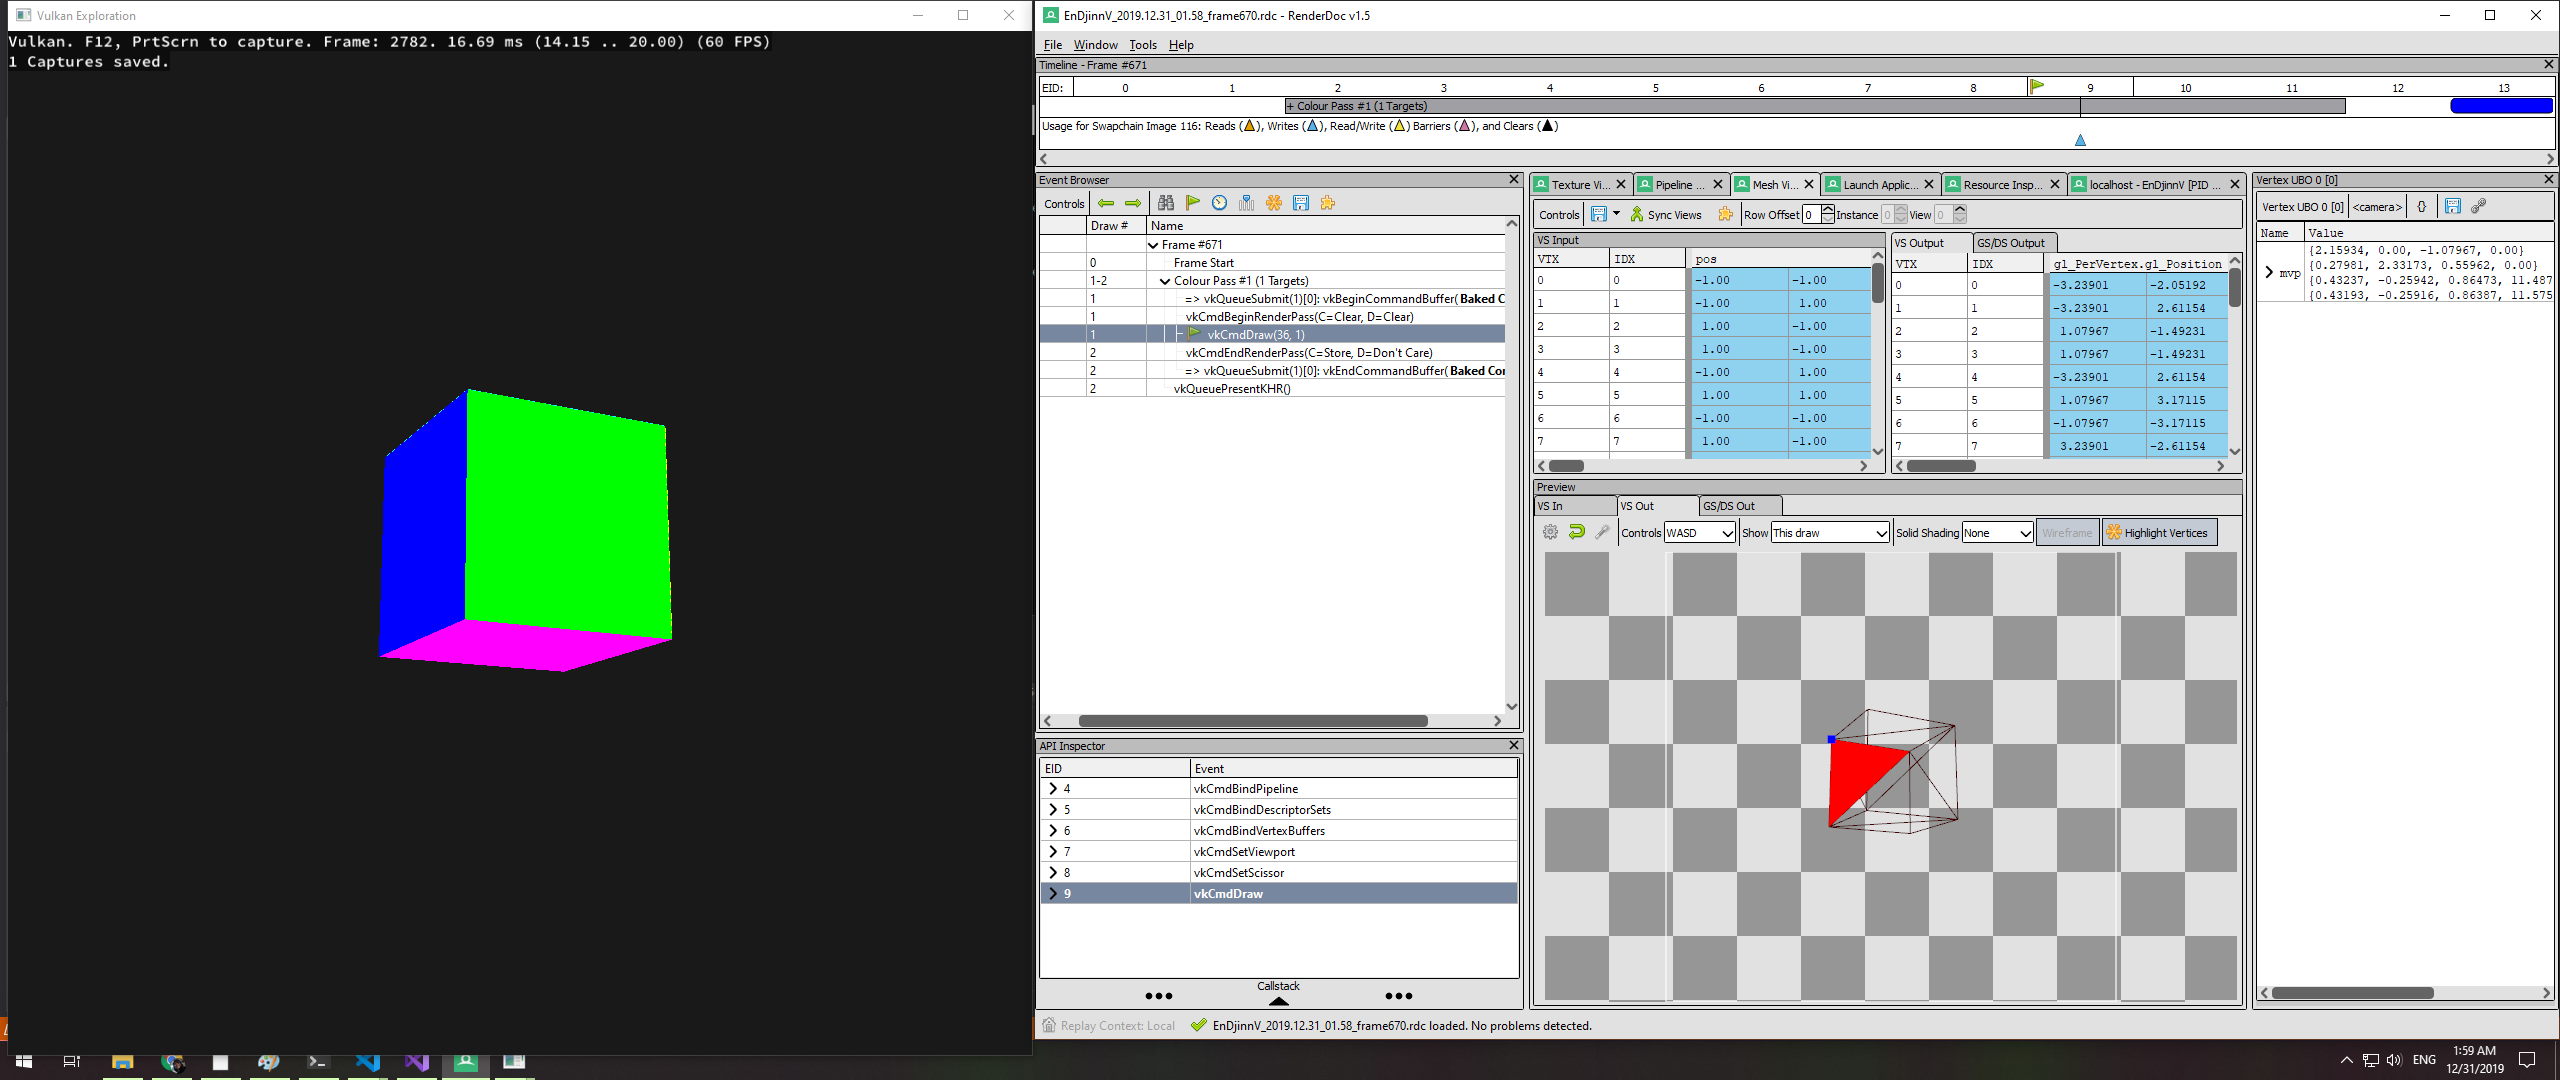 Vulkan Exploration
Vulkan. F12, PrtScrn to capture. Frame: 2782. 16.69 ms (14.15 .. 20.00) (60 FPS)
1 Captures saved.
EnDjinnV_2019.12.31_01.58_frame670.rdc - RenderDoc v1.5
File Window Tools Help
Timeline - Frame #671
EID: 0 1 2 3 4 5 6 7 8 9 10 11 12 13
+ Colour Pass #1 (1 Targets)
Usage for Swapchain Image 116: Reads ( ), Writes ( ), Read/Write ( ) Barriers ( ), and Clears ( )
Event Browser
Controls
Draw # Name
Frame #671
0 Frame Start
1-2 Colour Pass #1 (1 Targets)
1 => vkQueueSubmit(1)[0]: vkBeginCommandBuffer(Baked C
1 vkCmdBeginRenderPass(C=Clear, D=Clear)
1 vkCmdDraw(36, 1)
2 vkCmdEndRenderPass(C=Store, D=Don't Care)
2 => vkQueueSubmit(1)[0]: vkEndCommandBuffer(Baked Cor
2 vkQueuePresentKHR()
API Inspector
EID Event
4 vkCmdBindPipeline
5 vkCmdBindDescriptorSets
6 vkCmdBindVertexBuffers
7 vkCmdSetViewport
8 vkCmdSetScissor
9 vkCmdDraw
Callstack
Texture Vi... Pipeline ... Mesh Vi... Launch Applic... Resource Insp... localhost - EnDjinnV [PID ...
Controls Sync Views Row Offset 0 Instance 0 View 0
VS Input
VTX IDX pos
0 0 -1.00 -1.00
1 1 -1.00 1.00
2 2 1.00 -1.00
3 3 1.00 -1.00
4 4 -1.00 1.00
5 5 1.00 1.00
6 6 -1.00 -1.00
7 7 1.00 -1.00
VS Output GS/DS Output
VTX IDX gl_PerVertex.gl_Position
0 0 -3.23901 -2.05192
1 1 -3.23901 2.61154
2 2 1.07967 -1.49231
3 3 1.07967 -1.49231
4 4 -3.23901 2.61154
5 5 1.07967 3.17115
6 6 -1.07967 -3.17115
7 7 3.23901 -2.61154
Preview
VS In VS Out GS/DS Out
Controls WASD Show This draw Solid Shading None Wireframe Highlight Vertices
Vertex UBO 0 [0]
Vertex UBO 0 [0] <camera> {}
Name Value
mvp
{2.15934, 0.00, -1.07967, 0.00}
{0.27981, 2.33173, 0.55962, 0.00}
{0.43237, -0.25942, 0.86473, 11.487
{0.43193, -0.25916, 0.86387, 11.575
Replay Context: Local EnDjinnV_2019.12.31_01.58_frame670.rdc loaded. No problems detected.
ENG
1:59 AM
12/31/2019